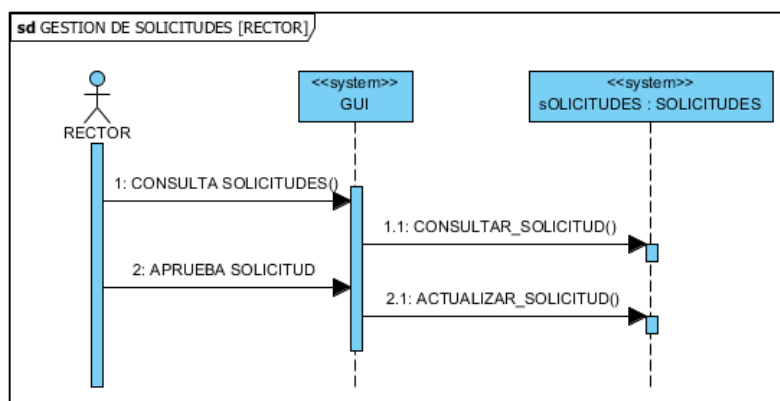 sd GESTION DE SOLICITUDES [RECTOR]
<<system>>
GUI
<<system>>
sOLICITUDES : SOLICITUDES
RECTOR
1: CONSULTA SOLICITUDES()
1.1: CONSULTAR_SOLICITUD()
2: APRUEBA SOLICITUD
2.1: ACTUALIZAR_SOLICITUD()